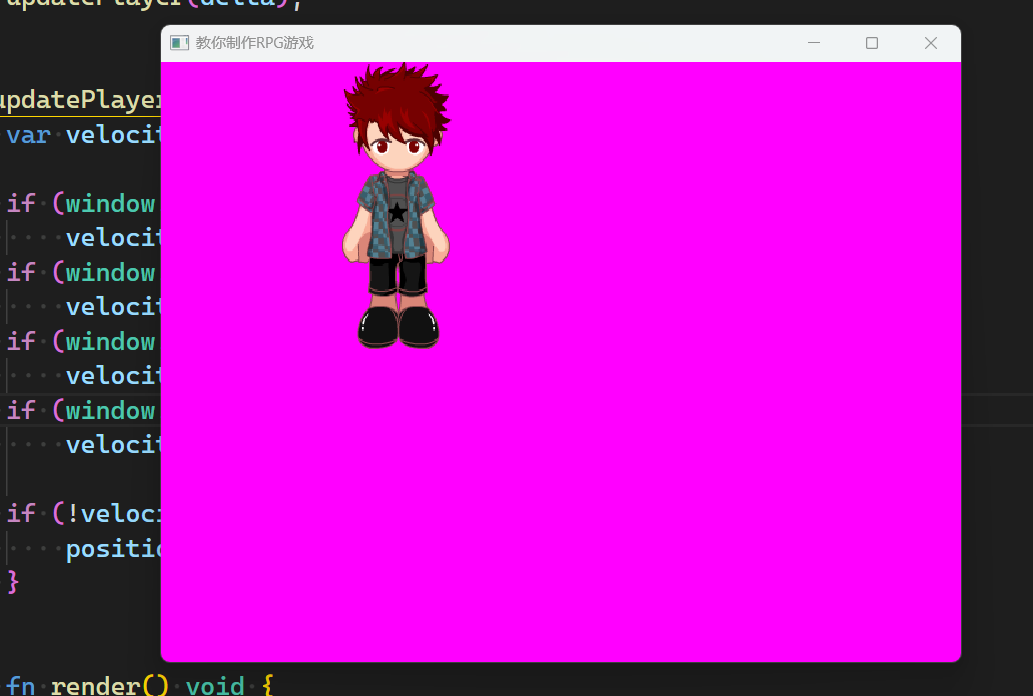 updatePlayer(delta);
教你制作RPG游戏
updatePlayer
var velocit
if (window
velocit
if (window
velocit
if (window
velocit
if (window
velocit
if (!veloci
positio
}
fn render() void {